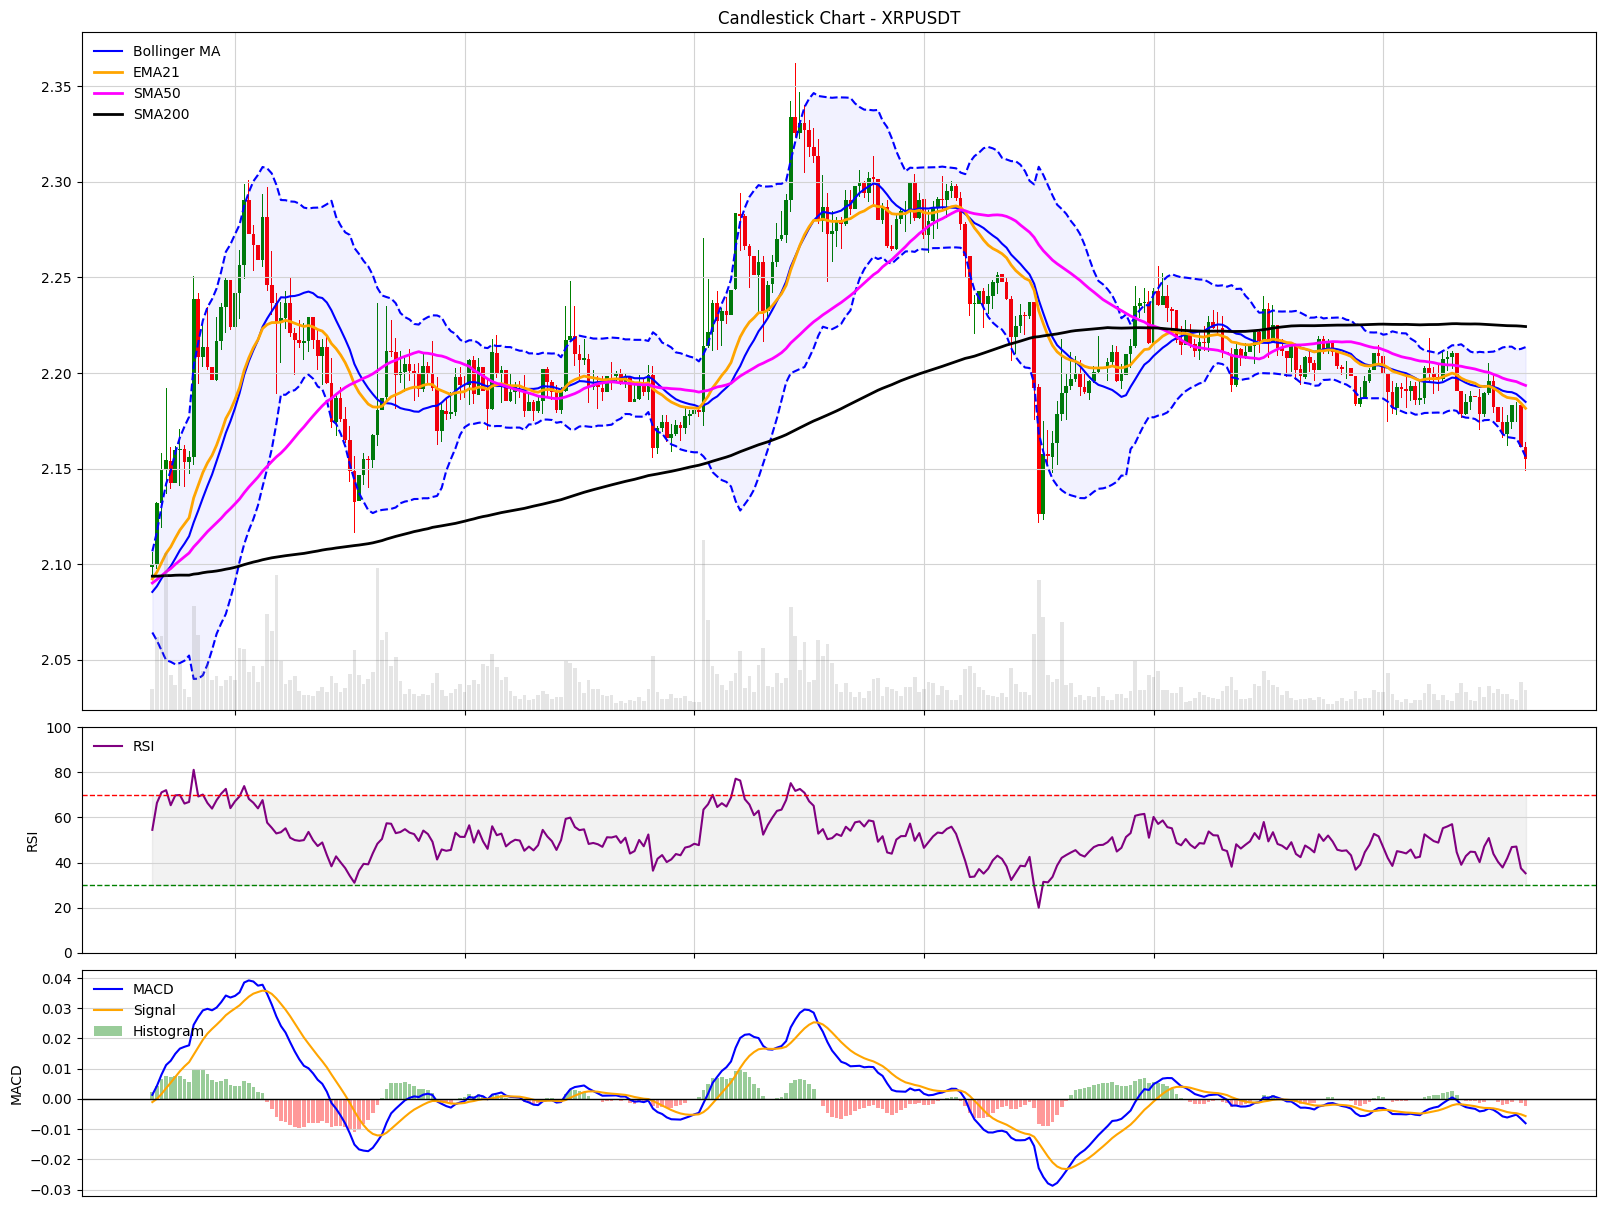 Candlestick Chart - XRPUSDT
Bollinger MA
EMA21
SMA50
SMA200
2.35
2.30
2.25
2.20
2.15
2.10
2.05
100
80
60
40
20
0
RSI
RSI
0.04
0.03
0.02
0.01
0.00
−0.01
−0.02
−0.03
MACD
MACD
Signal
Histogram